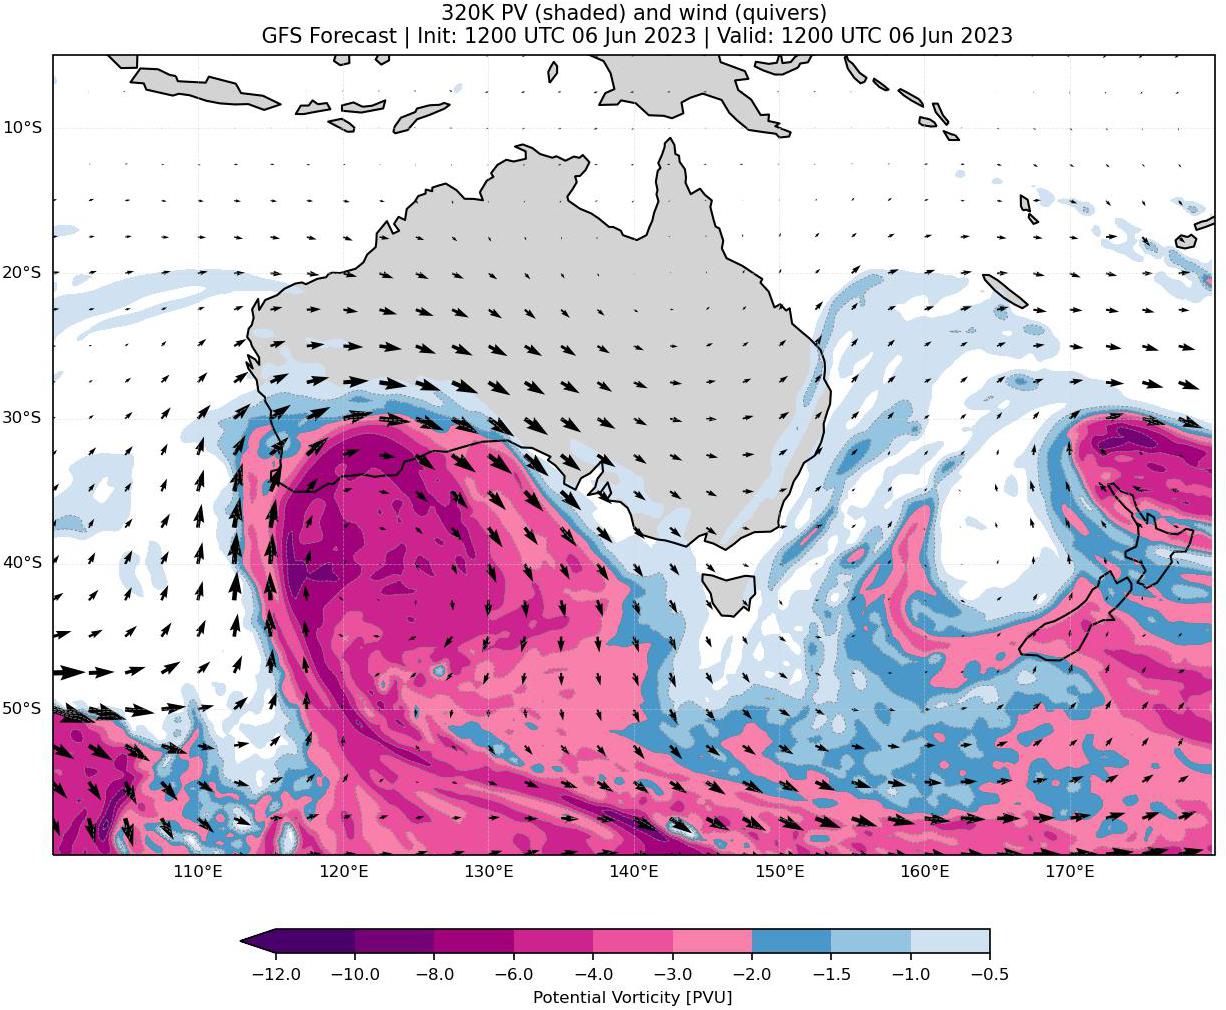 320K PV (shaded) and wind (quivers)
GFS Forecast | Init: 1200 UTC 06 Jun 2023 | Valid: 1200 UTC 06 Jun 2023
10°S
20°S
30°S
40°S
50°S
110°E 120°E 130°E 140°E 150°E 160°E 170°E
−12.0 −10.0 −8.0 −6.0 −4.0 −3.0 −2.0 −1.5 −1.0 −0.5
Potential Vorticity [PVU]